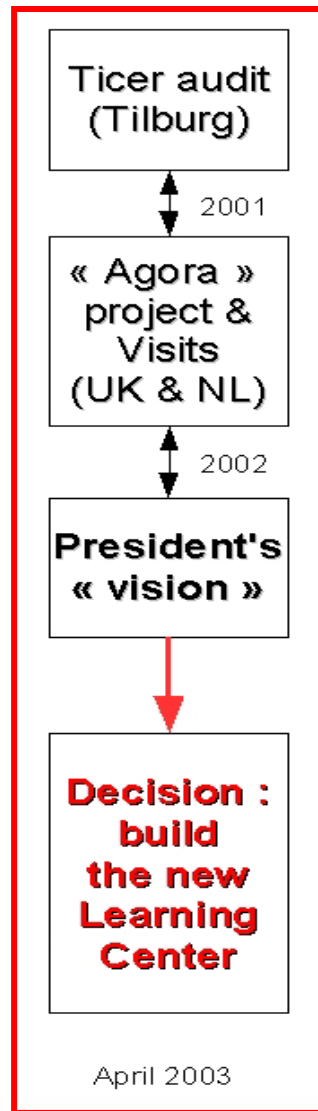 Ticer audit
(Tilburg)
2001
« Agora »
project &
Visits
(UK & NL)
2002
President's
« vision »
Decision :
build
the new
Learning
Center
April 2003